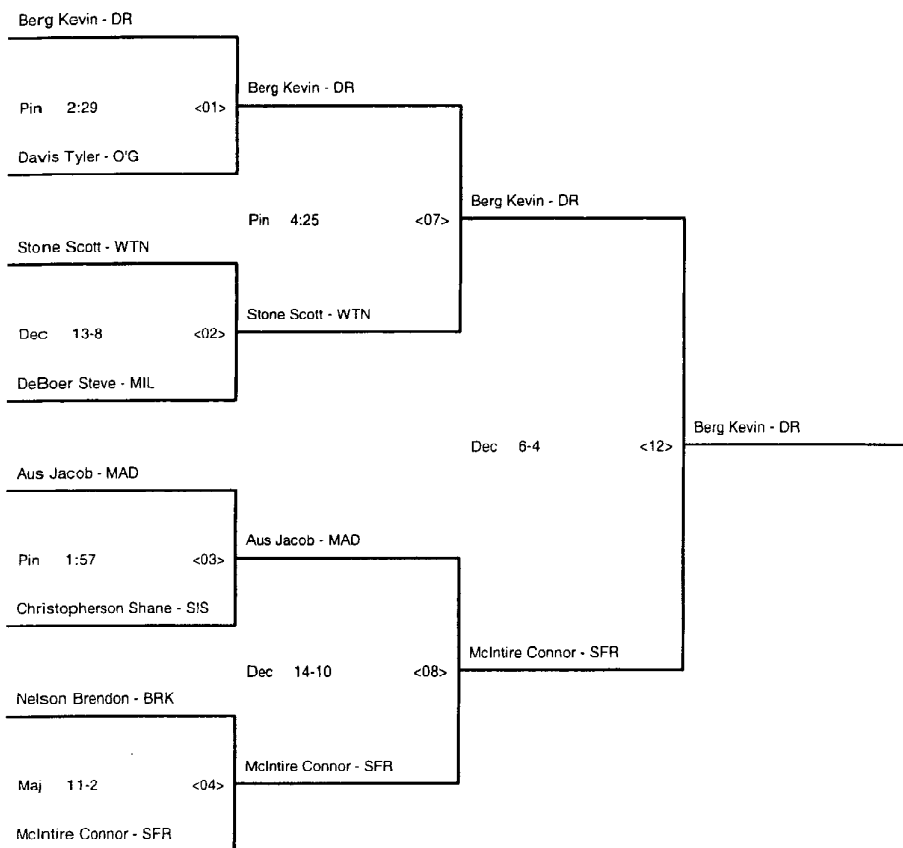 Berg Kevin - DR
Berg Kevin - DR
Pin 2:29 <01>
Davis Tyler - O'G
Berg Kevin - DR
Pin 4:25 <07>
Stone Scott - WTN
Stone Scott - WTN
Dec 13-8 <02>
DeBoer Steve - MIL
Berg Kevin - DR
Dec 6-4 <12>
Aus Jacob - MAD
Aus Jacob - MAD
Pin 1:57 <03>
Christopherson Shane - SIS
McIntire Connor - SFR
Dec 14-10 <08>
Nelson Brendon - BRK
McIntire Connor - SFR
Maj 11-2 <04>
McIntire Connor - SFR